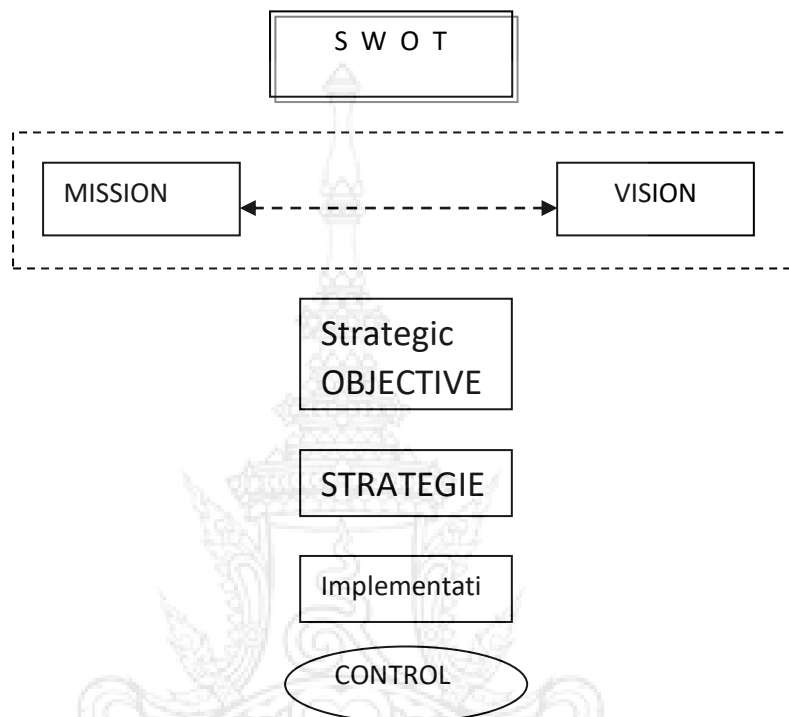 S W O T
MISSION
VISION
Strategic
OBJECTIVE
STRATEGIE
Implementati
CONTROL